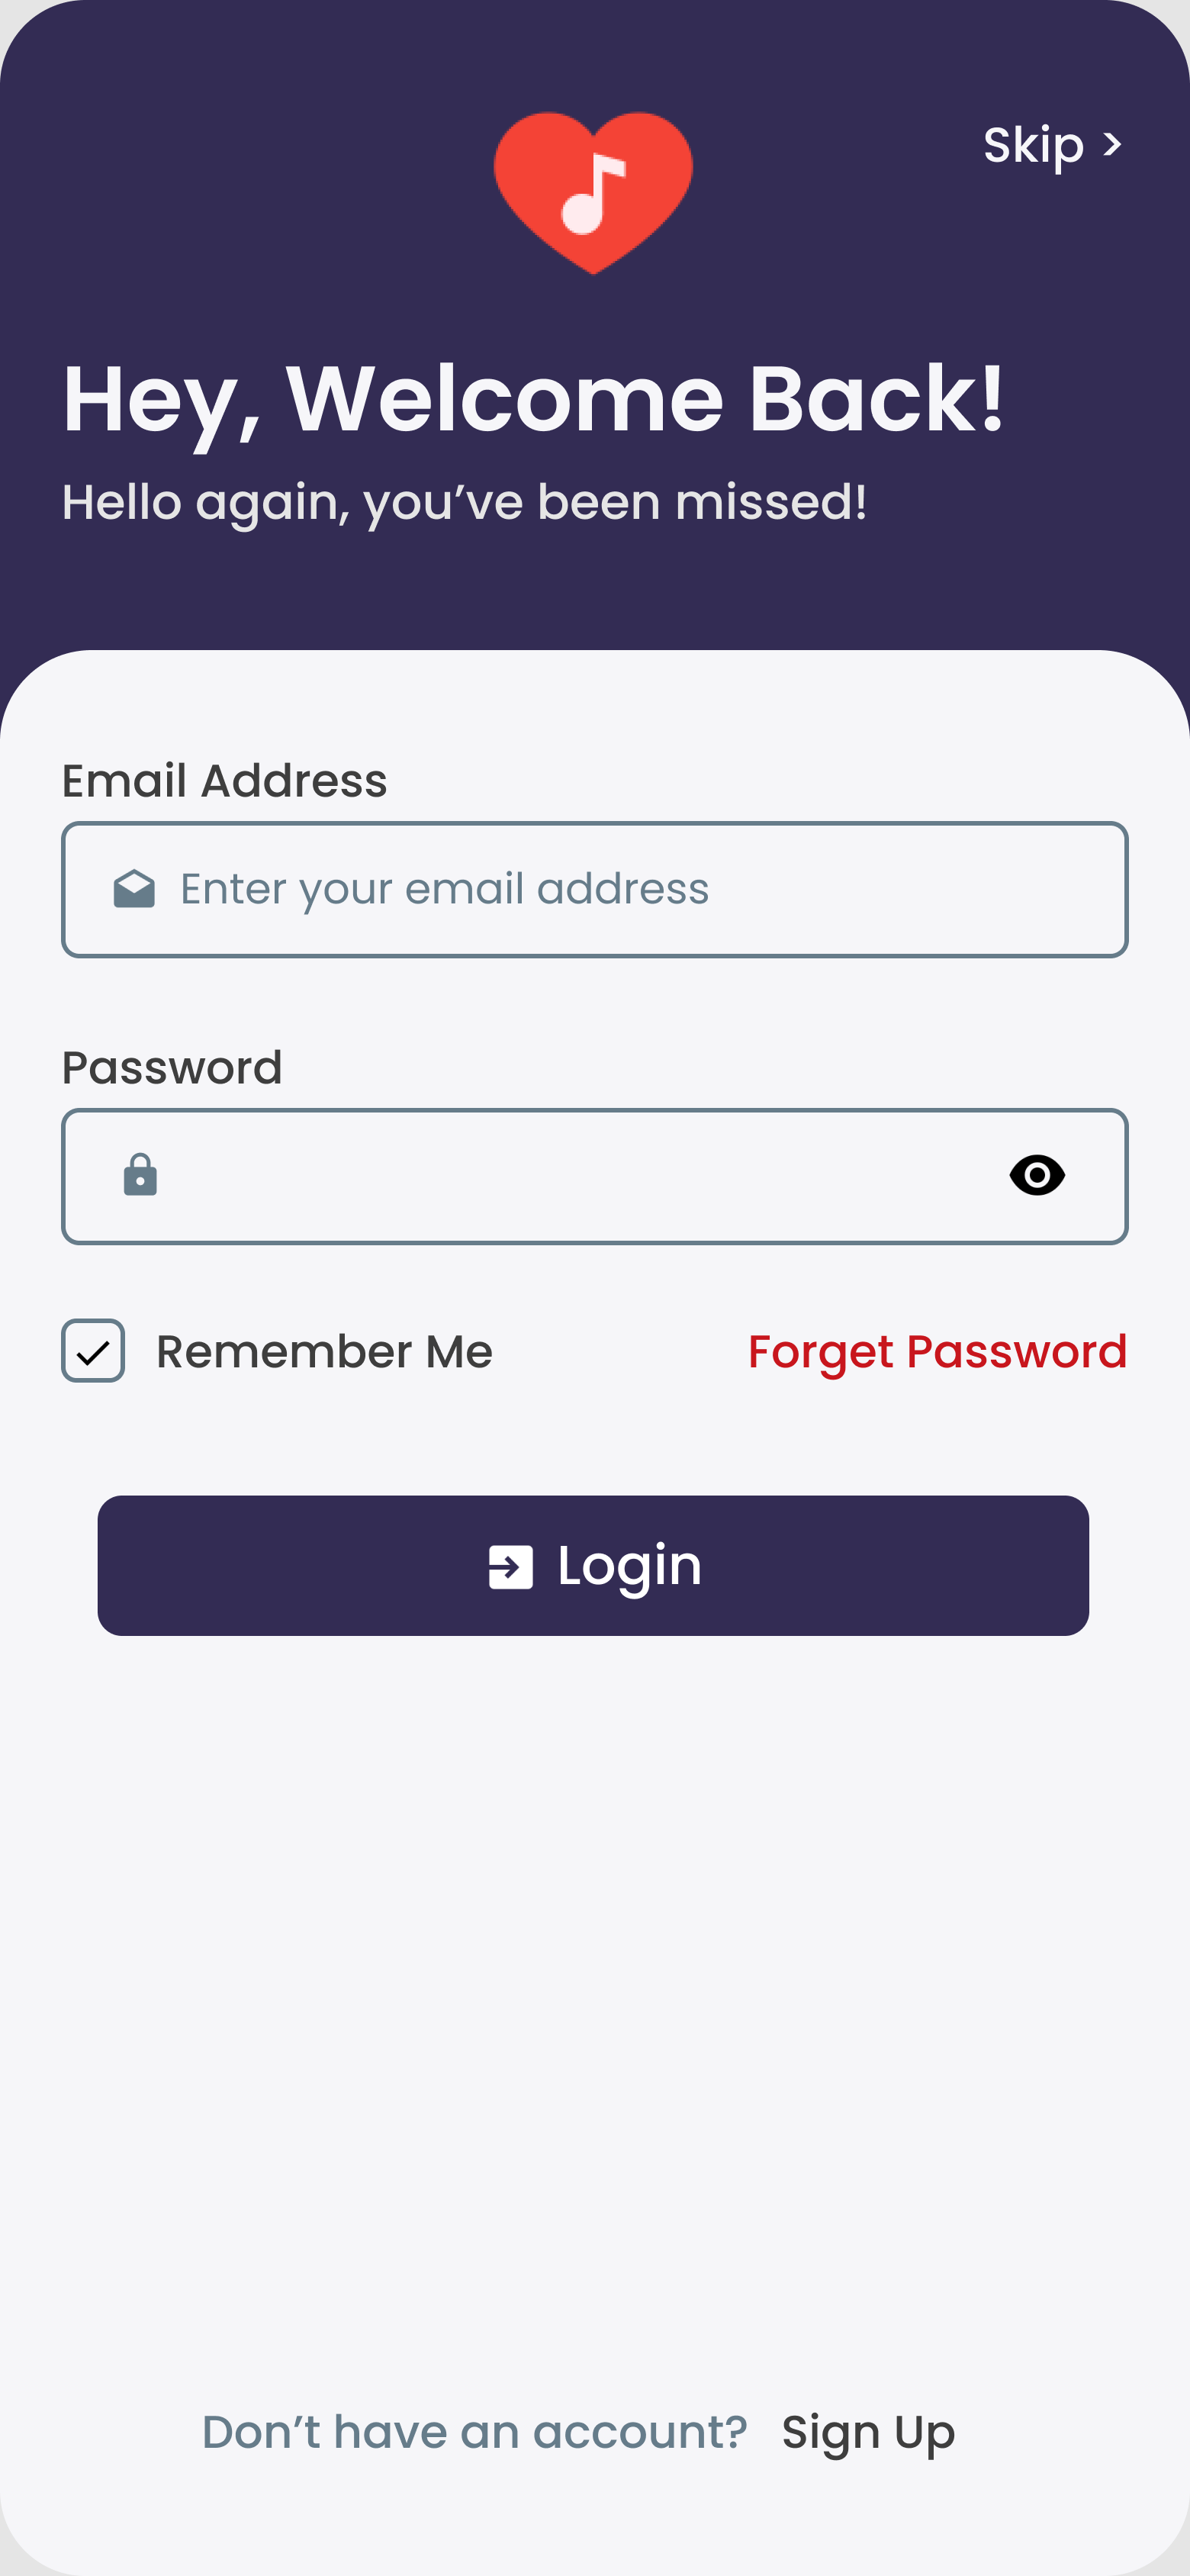 Skip >
Hey, Welcome Back!
Hello again, you’ve been missed!
Email Address
Enter your email address
Password
Remember Me
Forget Password
Login
Don’t have an account? Sign Up